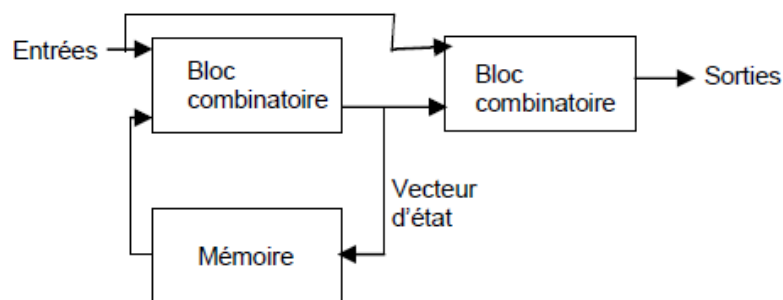 Entrées
Bloc
combinatoire
Bloc
combinatoire
Sorties
Vecteur
d'état
Mémoire